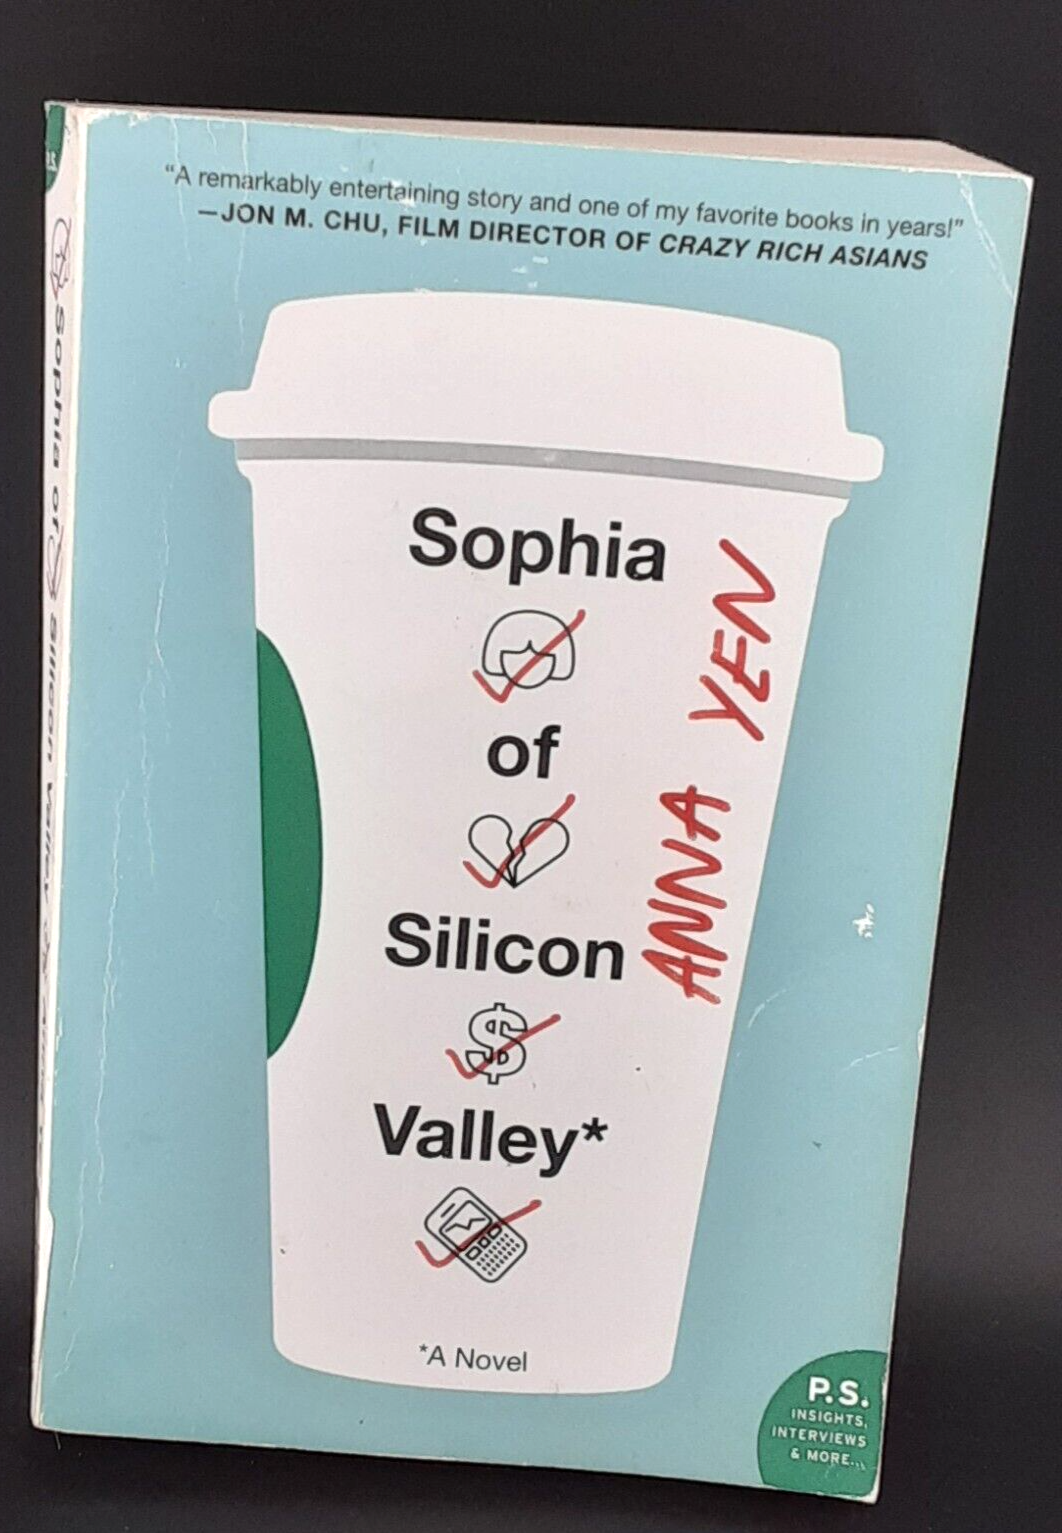 “A remarkably entertaining story and one of my favorite books in years!”
—JON M. CHU, FILM DIRECTOR OF CRAZY RICH ASIANS
Sophia
of
Silicon
Valley*
*A Novel
ANNA YEN
P.S.
INSIGHTS,
INTERVIEWS
& MORE...
Sophia of Silicon Valley